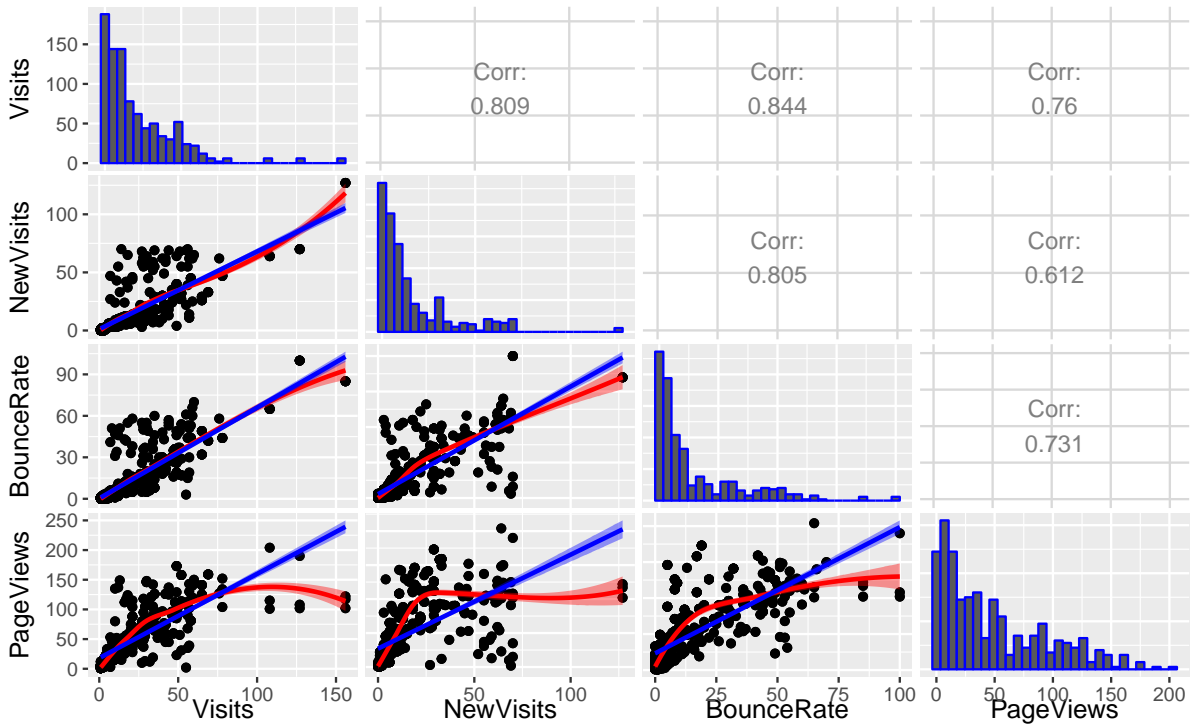 Visits
150
100
50
0
Corr:
0.809
Corr:
0.844
Corr:
0.76
NewVisits
100
50
0
Corr:
0.805
Corr:
0.612
BounceRate
90
60
30
0
Corr:
0.731
PageViews
250
200
150
100
50
0
0 50 100 150
0 50 100
0 25 50 75 100
0 50 100 150 200
Visits NewVisits BounceRate PageViews